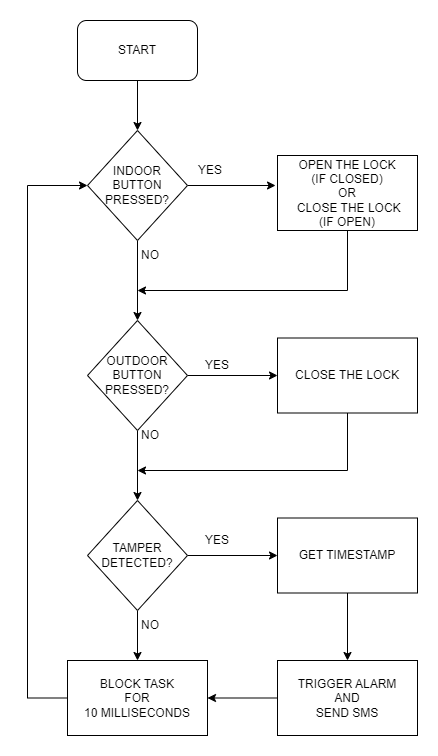 START
INDOOR
BUTTON
PRESSED?
YES
OPEN THE LOCK
(IF CLOSED)
OR
CLOSE THE LOCK
(IF OPEN)
NO
OUTDOOR
BUTTON
PRESSED?
YES
CLOSE THE LOCK
NO
TAMPER
DETECTED?
YES
GET TIMESTAMP
NO
BLOCK TASK
FOR
10 MILLISECONDS
TRIGGER ALARM
AND
SEND SMS